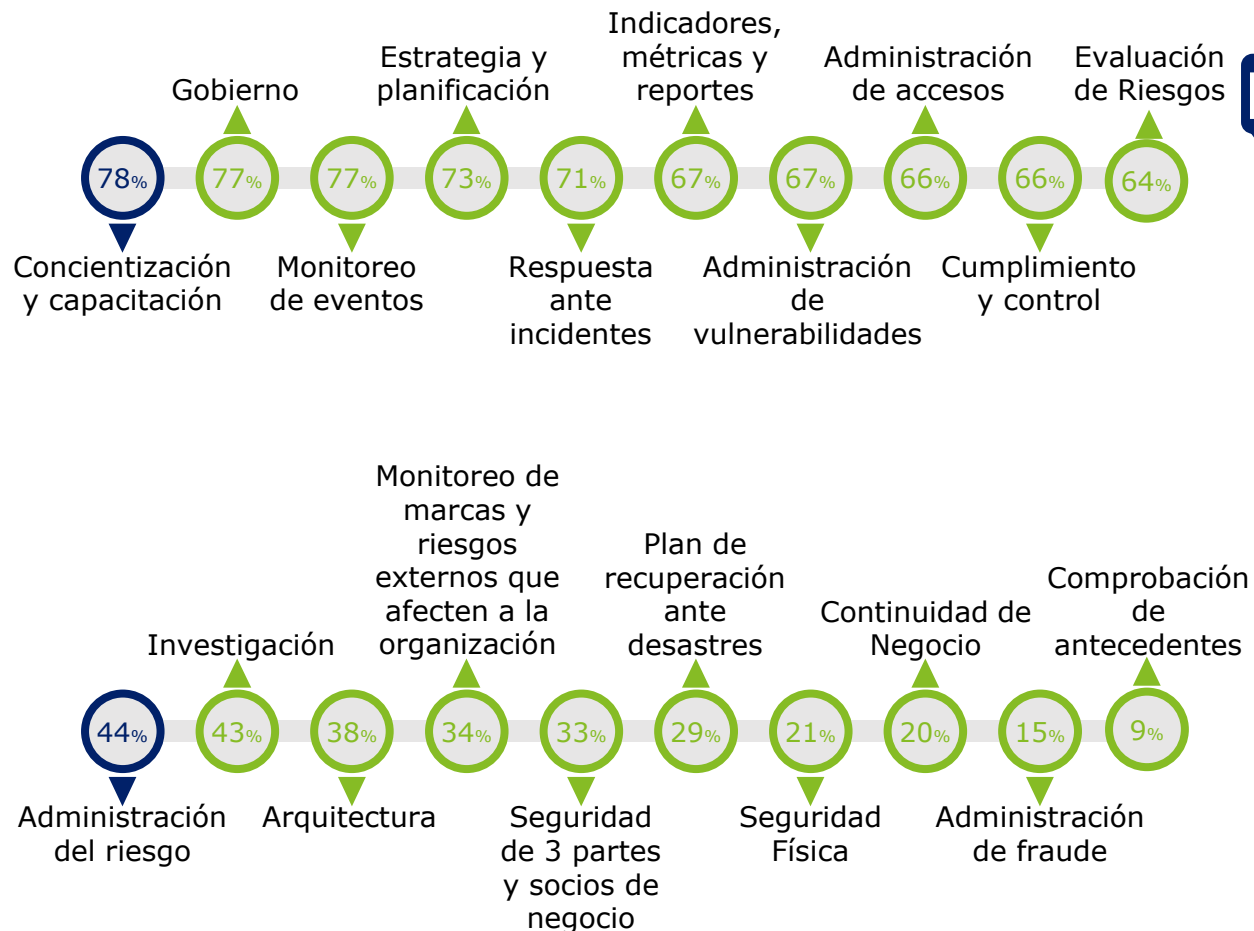 Concientización
y capacitación
78%
Gobierno
77%
77%
Monitoreo
de eventos
Estrategia y
planificación
73%
71%
Respuesta
ante
incidentes
Indicadores,
métricas y
reportes
67%
67%
Administración
de
vulnerabilidades
Administración
de accesos
66%
66%
Cumplimiento
y control
Evaluación
de Riesgos
64%
44%
Administración
del riesgo
Investigación
43%
38%
Arquitectura
Monitoreo de
marcas y
riesgos
externos que
afecten a la
organización
34%
33%
Seguridad
de 3 partes
y socios de
negocio
Plan de
recuperación
ante
desastres
29%
21%
Seguridad
Física
Continuidad de
Negocio
20%
15%
Administración
de fraude
Comprobación
de
antecedentes
9%